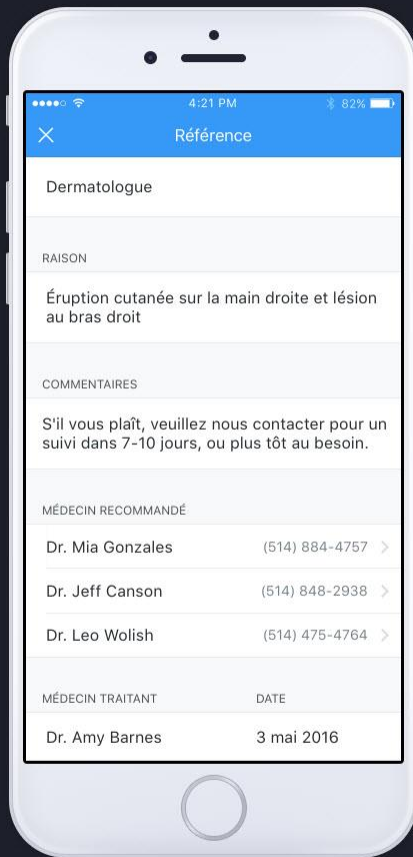 4:21 PM 82%
Référence
Dermatologue
RAISON
Éruption cutanée sur la main droite et lésion
au bras droit
COMMENTAIRES
S'il vous plaît, veuillez nous contacter pour un
suivi dans 7-10 jours, ou plus tôt au besoin.
MÉDECIN RECOMMANDÉ
Dr. Mia Gonzales (514) 884-4757
Dr. Jeff Canson (514) 848-2938
Dr. Leo Wolish (514) 475-4764
MÉDECIN TRAITANT DATE
Dr. Amy Barnes 3 mai 2016